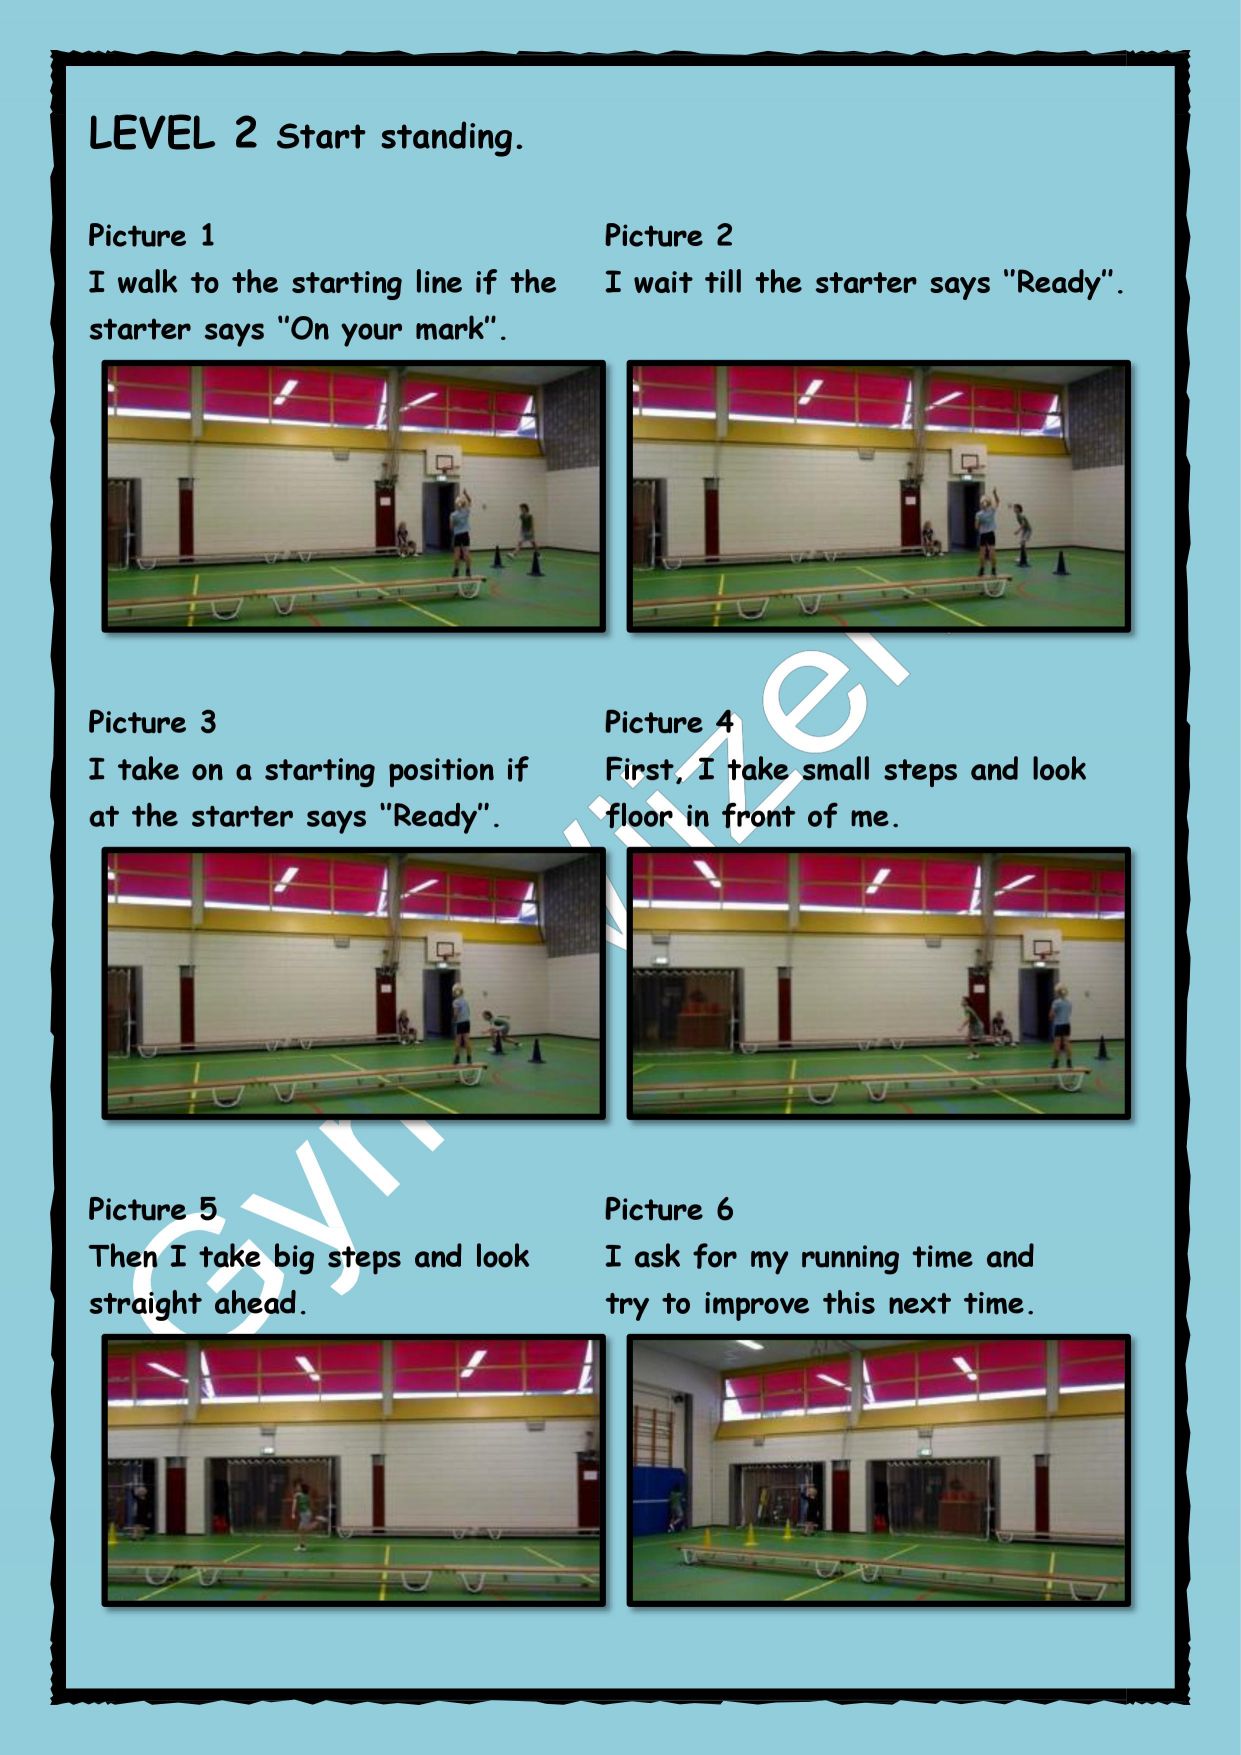 LEVEL 2 Start standing.
Picture 1
I walk to the starting line if the
starter says "On your mark".
Picture 2
I wait till the starter says "Ready".
Picture 3
I take on a starting position if
at the starter says "Ready".
Picture 4
First, I take small steps and look
floor in front of me.
Picture 5
Then I take big steps and look
straight ahead.
Picture 6
I ask for my running time and
try to improve this next time.